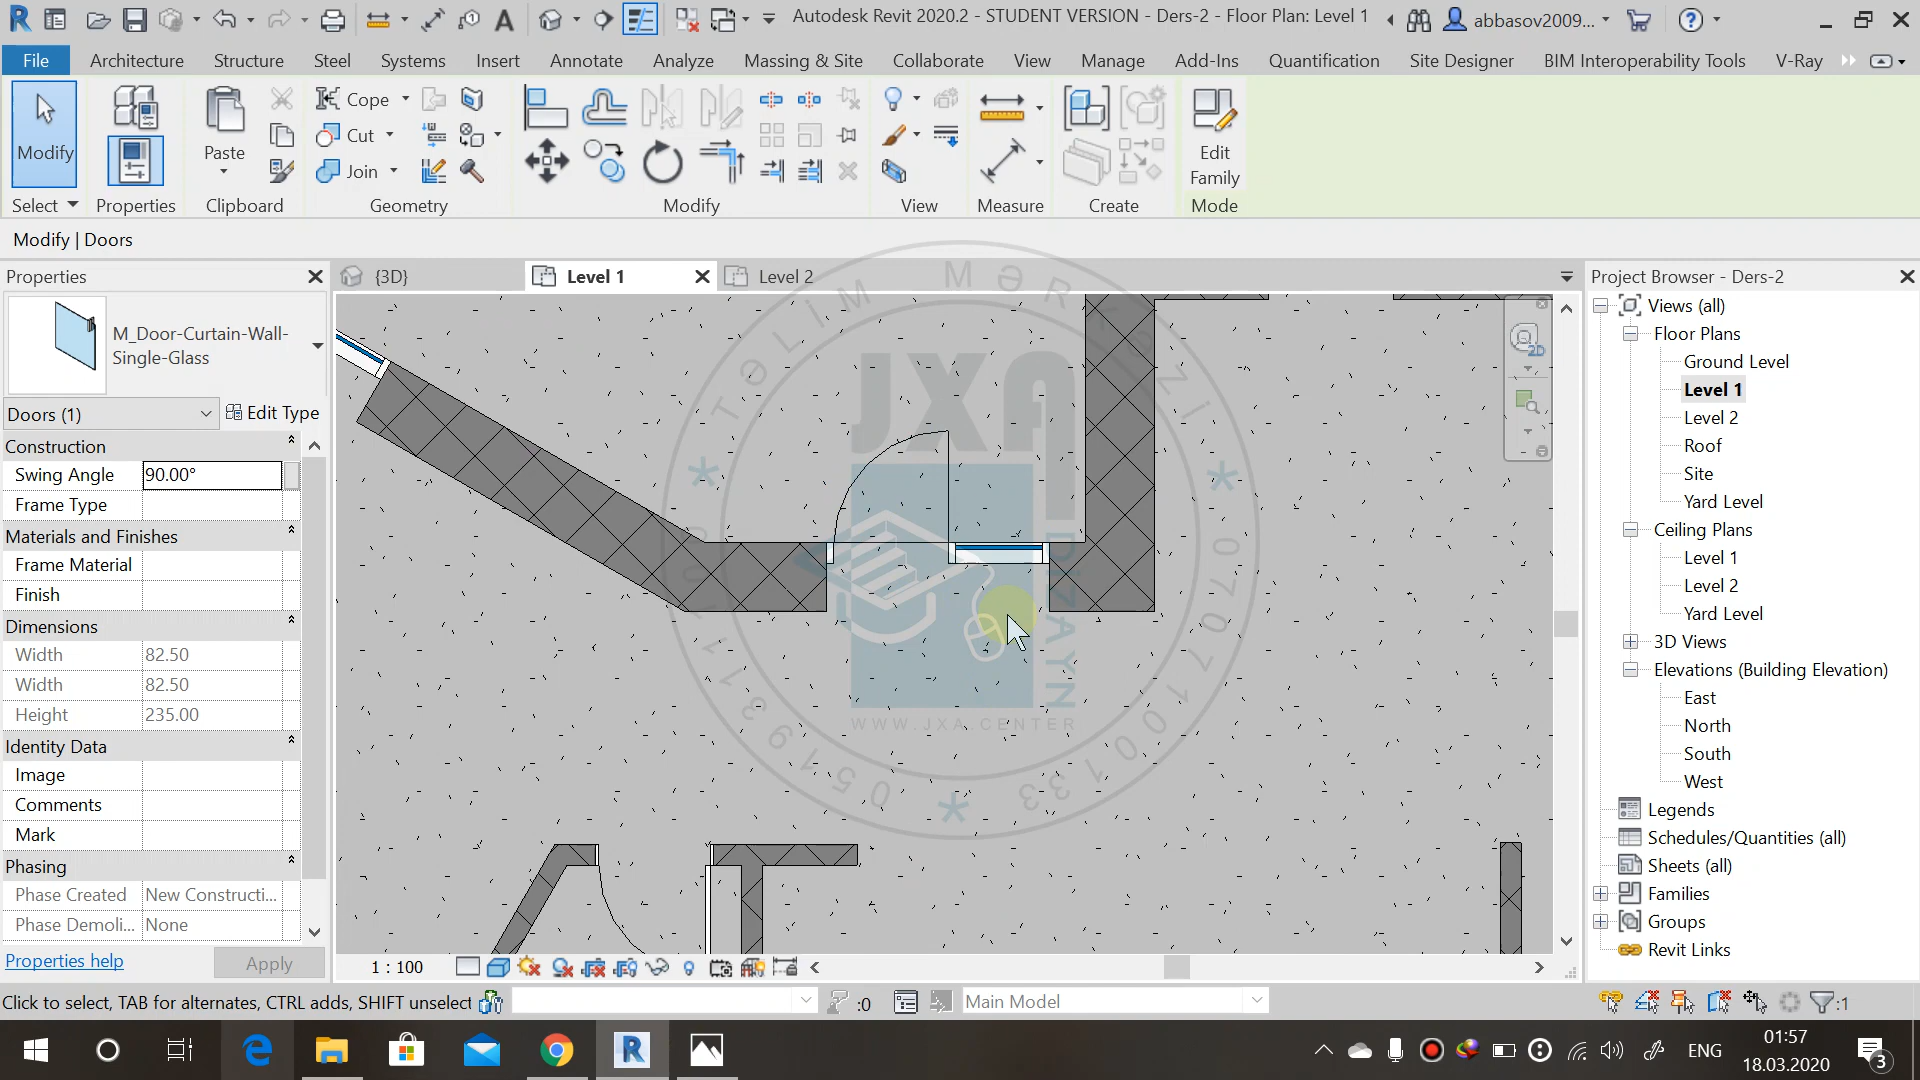 Autodesk Revit 2020.2 - STUDENT VERSION - Ders-2 - Floor Plan: Level 1
abbasov2009...
File Architecture Structure Steel Systems Insert Annotate Analyze Massing & Site Collaborate View Manage Add-Ins Quantification Site Designer BIM Interoperability Tools V-Ray
Modify
Paste
Cope
Cut
Join
Edit
Family
Select Properties Clipboard Geometry Modify View Measure Create Mode
Modify | Doors
Properties
{3D}
Level 1
Level 2
Project Browser - Ders-2
M_Door-Curtain-Wall-
Single-Glass
Doors (1)
Edit Type
Construction
Swing Angle 90.00°
Frame Type
Materials and Finishes
Frame Material
Finish
Dimensions
Width 82.50
Width 82.50
Height 235.00
Identity Data
Image
Comments
Mark
Phasing
Phase Created New Constructi...
Phase Demoli... None
Properties help
Apply
TƏLİM MƏRKƏZİ
JXA
DIZAYN
WWW.JXA.CENTER
2D
Views (all)
Floor Plans
Ground Level
Level 1
Level 2
Roof
Site
Yard Level
Ceiling Plans
Level 1
Level 2
Yard Level
3D Views
Elevations (Building Elevation)
East
North
South
West
Legends
Schedules/Quantities (all)
Sheets (all)
Families
Groups
Revit Links
1 : 100
Click to select, TAB for alternates, CTRL adds, SHIFT unselect
:0
Main Model
:1
ENG
01:57
18.03.2020
3